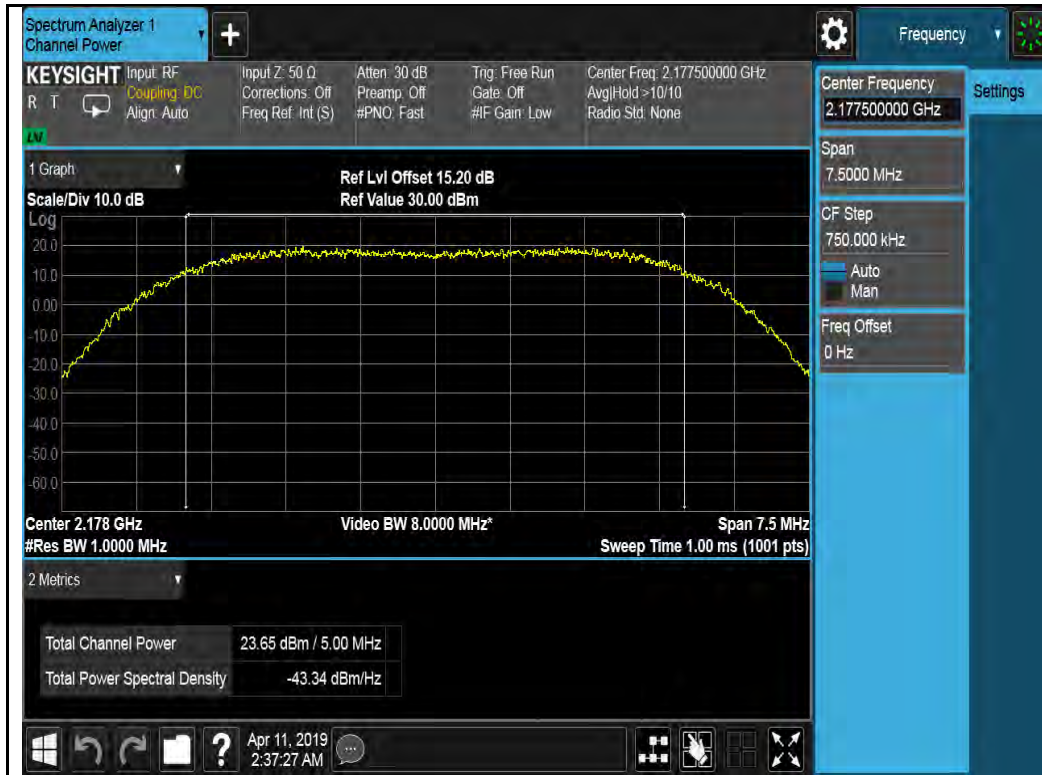 Spectrum Analyzer 1
Channel Power
+
Frequency
KEYSIGHT
R T
LM
Input: RF
Coupling: DC
Align: Auto
Input Z: 50 Ω
Corrections: Off
Freq Ref: Int (S)
Atten: 30 dB
Preamp: Off
#PNO: Fast
Trig: Free Run
Gate: Off
#IF Gain: Low
Center Freq: 2.177500000 GHz
Avg|Hold:>10/10
Radio Std: None
1 Graph
Scale/Div 10.0 dB
Ref Lvl Offset 15.20 dB
Ref Value 30.00 dBm
Log
20.0
10.0
0.00
-10.0
-20.0
-30.0
-40.0
-50.0
-60.0
Center 2.178 GHz
#Res BW 1.0000 MHz
Video BW 8.0000 MHz*
Span 7.5 MHz
Sweep Time 1.00 ms (1001 pts)
2 Metrics
Total Channel Power 23.65 dBm / 5.00 MHz
Total Power Spectral Density -43.34 dBm/Hz
Center Frequency
2.177500000 GHz
Settings
Span
7.5000 MHz
CF Step
750.000 kHz
Auto
Man
Freq Offset
0 Hz
?
Apr 11, 2019
2:37:27 AM